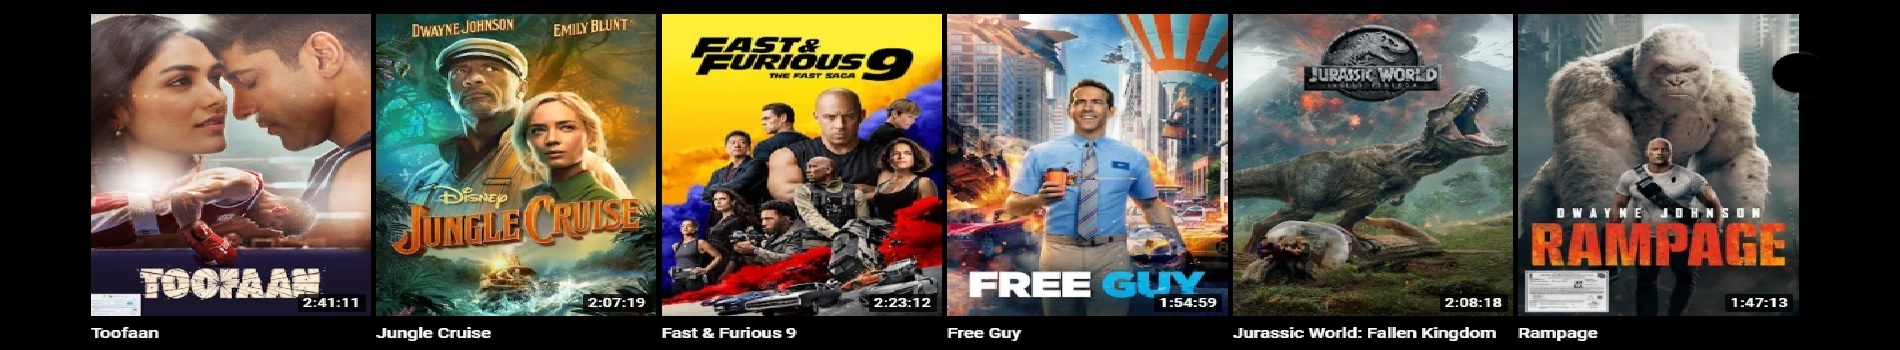 TOOFAAN
2:41:11
Toofaan
DWAYNE JOHNSON EMILY BLUNT
DISNEY
JUNGLE CRUISE
2:07:19
Jungle Cruise
FAST &
FURIOUS 9
THE FAST SAGA
2:23:12
Fast & Furious 9
FREE GUY
1:54:59
Free Guy
JURASSIC WORLD
FALLEN KINGDOM
2:08:18
Jurassic World: Fallen Kingdom
DWAYNE JOHNSON
RAMPAGE
1:47:13
Rampage